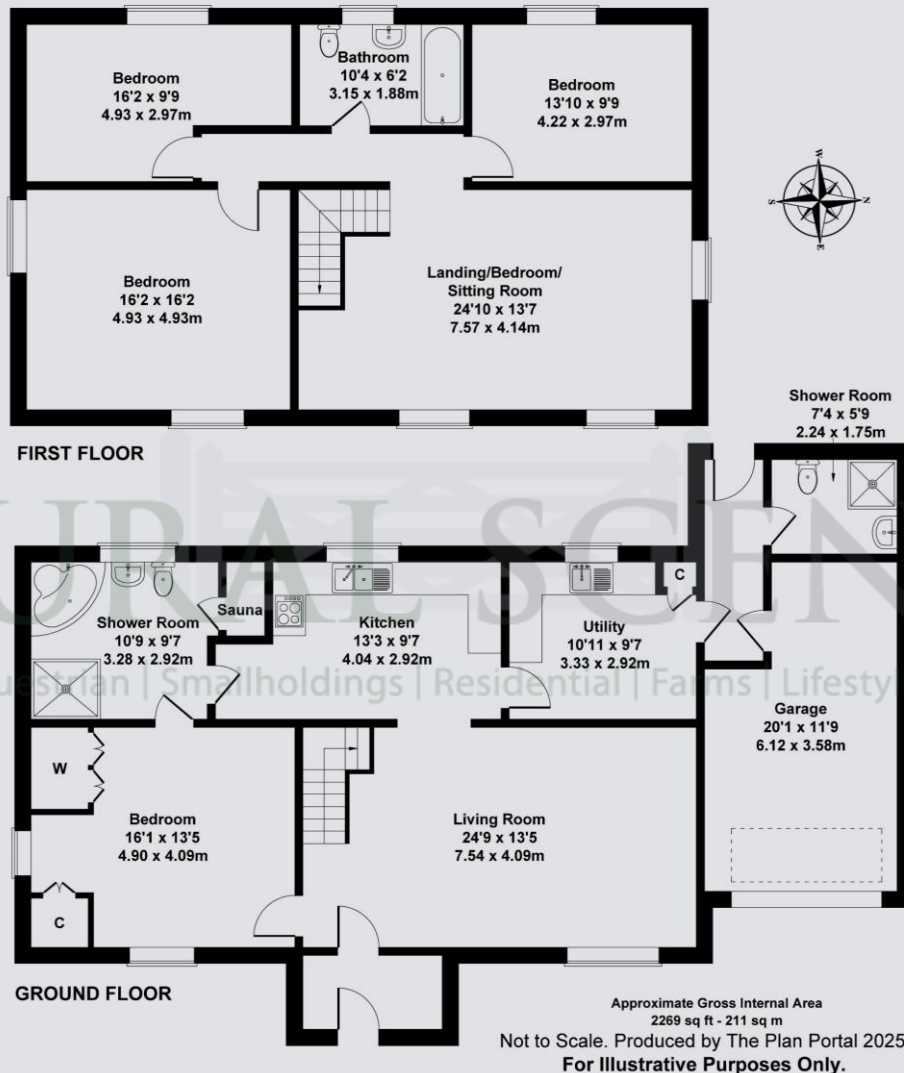 Bedroom
16'2 x 9'9
4.93 x 2.97m
Bathroom
10'4 x 6'2
3.15 x 1.88m
Bedroom
13'10 x 9'9
4.22 x 2.97m
W
S
N
E
Bedroom
16'2 x 16'2
4.93 x 4.93m
Landing/Bedroom/
Sitting Room
24'10 x 13'7
7.57 x 4.14m
FIRST FLOOR
Shower Room
7'4 x 5'9
2.24 x 1.75m
URAL SCEN
Shower Room
10'9 x 9'7
3.28 x 2.92m
Sauna
Kitchen
13'3 x 9'7
4.04 x 2.92m
C
Utility
10'11 x 9'7
3.33 x 2.92m
uestrian | Smallholdings | Residential | Farms | Lifesty
Garage
20'1 x 11'9
6.12 x 3.58m
W
Bedroom
16'1 x 13'5
4.90 x 4.09m
Living Room
24'9 x 13'5
7.54 x 4.09m
C
GROUND FLOOR
Approximate Gross Internal Area
2269 sq ft - 211 sq m
Not to Scale. Produced by The Plan Portal 2025
For Illustrative Purposes Only.